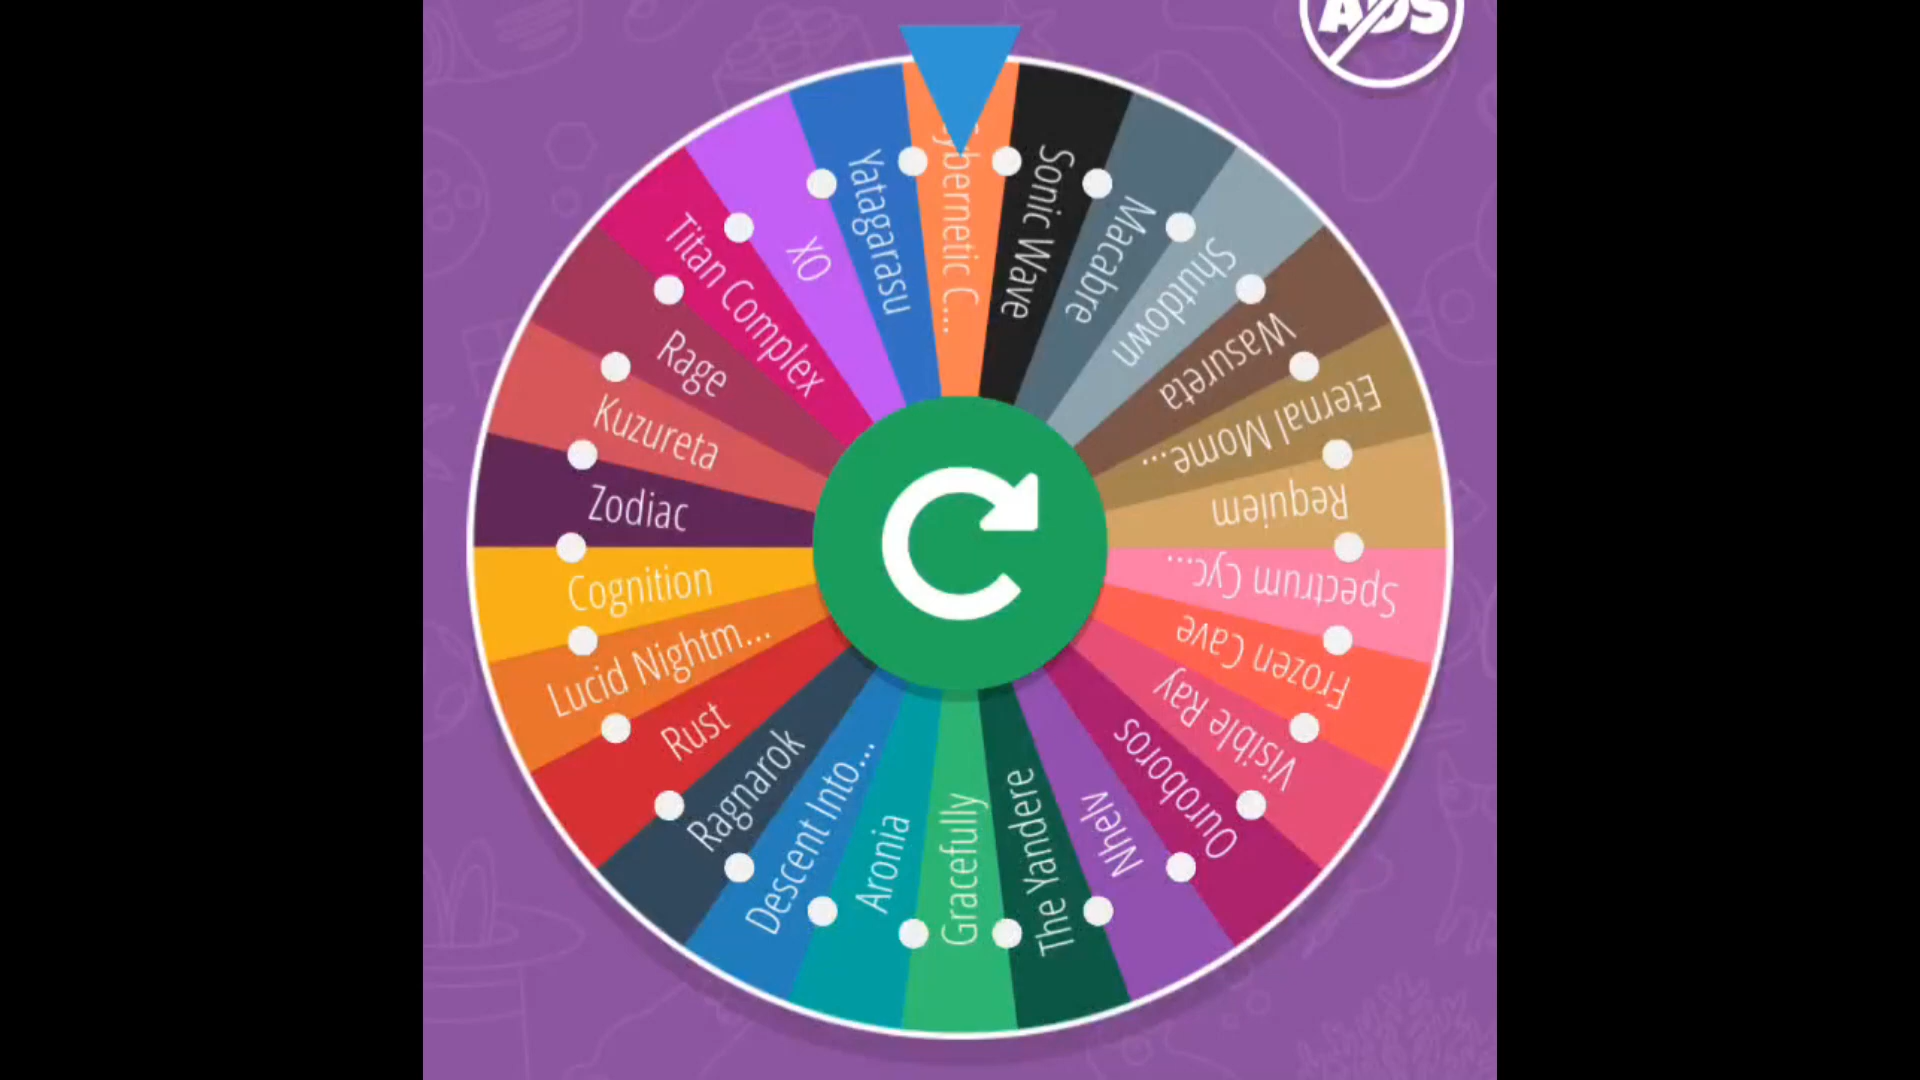 ADS
Sonic Wave
Macabre
Shutdown
Wasureta
Eternal Mome...
Requiem
Spectrum Cyc...
Frozen Cave
Visible Ray
Ouroboros
Nhelv
The Yandere
Gracefully
Aronia
Descent Into...
Ragnarok
Rust
Lucid Nightm...
Cognition
Zodiac
Kuzureta
Rage
Titan Complex
XO
Yatagarasu
ybernetic C...